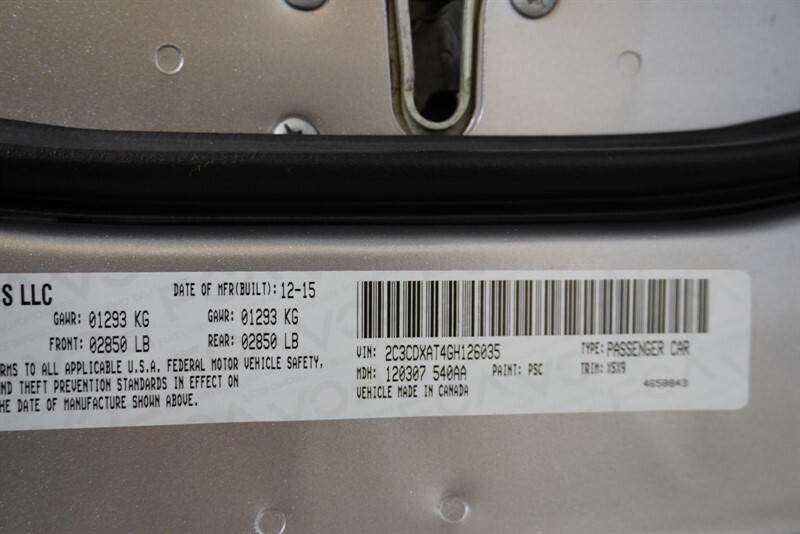 S LLC DATE OF MFR(BUILT): 12-15
GAWR: 01293 KG GAWR: 01293 KG
FRONT: 02850 LB REAR: 02850 LB
RMS TO ALL APPLICABLE U.S.A. FEDERAL MOTOR VEHICLE SAFETY,
ND THEFT PREVENTION STANDARDS IN EFFECT ON
HE DATE OF MANUFACTURE SHOWN ABOVE.
VIN: 2C3CDXAT4GH126035 TYPE: PASSENGER CAR
MDH: 120307 540AA PAINT: PSC TRIM: X5X9
VEHICLE MADE IN CANADA 4658843